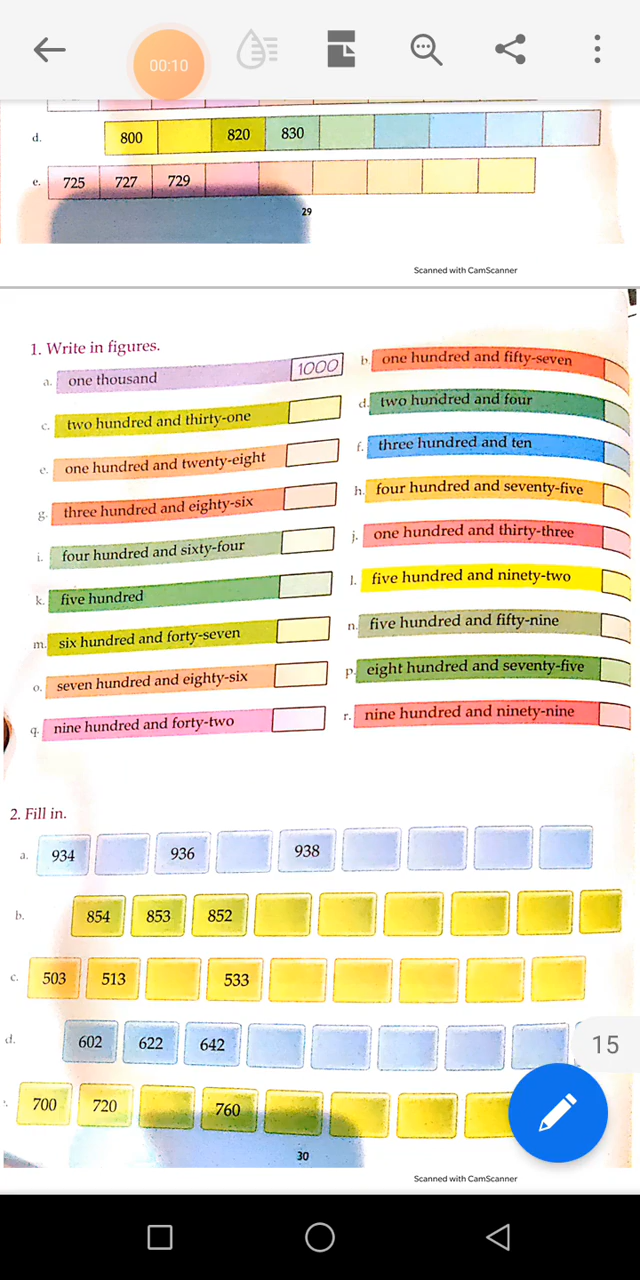 00:10
d. 800 820 830
e. 725 727 729
29
Scanned with CamScanner
1. Write in figures.
a. one thousand 1000
b. one hundred and fifty-seven
c. two hundred and thirty-one
d. two hundred and four
e. one hundred and twenty-eight
f. three hundred and ten
g. three hundred and eighty-six
h. four hundred and seventy-five
i. four hundred and sixty-four
j. one hundred and thirty-three
k. five hundred
l. five hundred and ninety-two
m. six hundred and forty-seven
n. five hundred and fifty-nine
o. seven hundred and eighty-six
p. eight hundred and seventy-five
q. nine hundred and forty-two
r. nine hundred and ninety-nine
2. Fill in.
a. 934 936 938
b. 854 853 852
c. 503 513 533
d. 602 622 642
15
700 720 760
30
Scanned with CamScanner